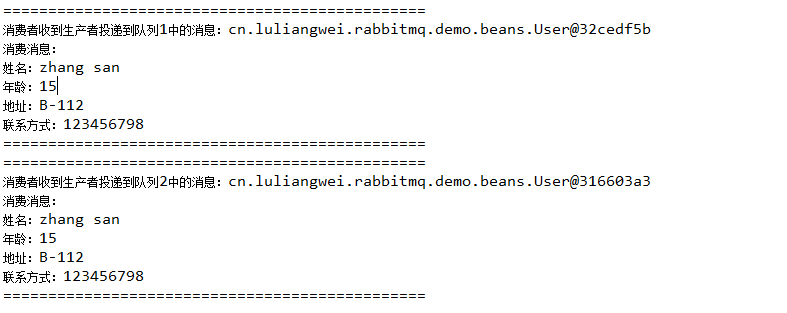 ===============================================
消费者收到生产者投递到队列1中的消息：cn.luliangwei.rabbitmq.demo.beans.User@32cedf5b
消费消息：
姓名：zhang san
年龄：15
地址：B-112
联系方式：123456798
===============================================
===============================================
消费者收到生产者投递到队列2中的消息：cn.luliangwei.rabbitmq.demo.beans.User@316603a3
消费消息：
姓名：zhang san
年龄：15
地址：B-112
联系方式：123456798
===============================================